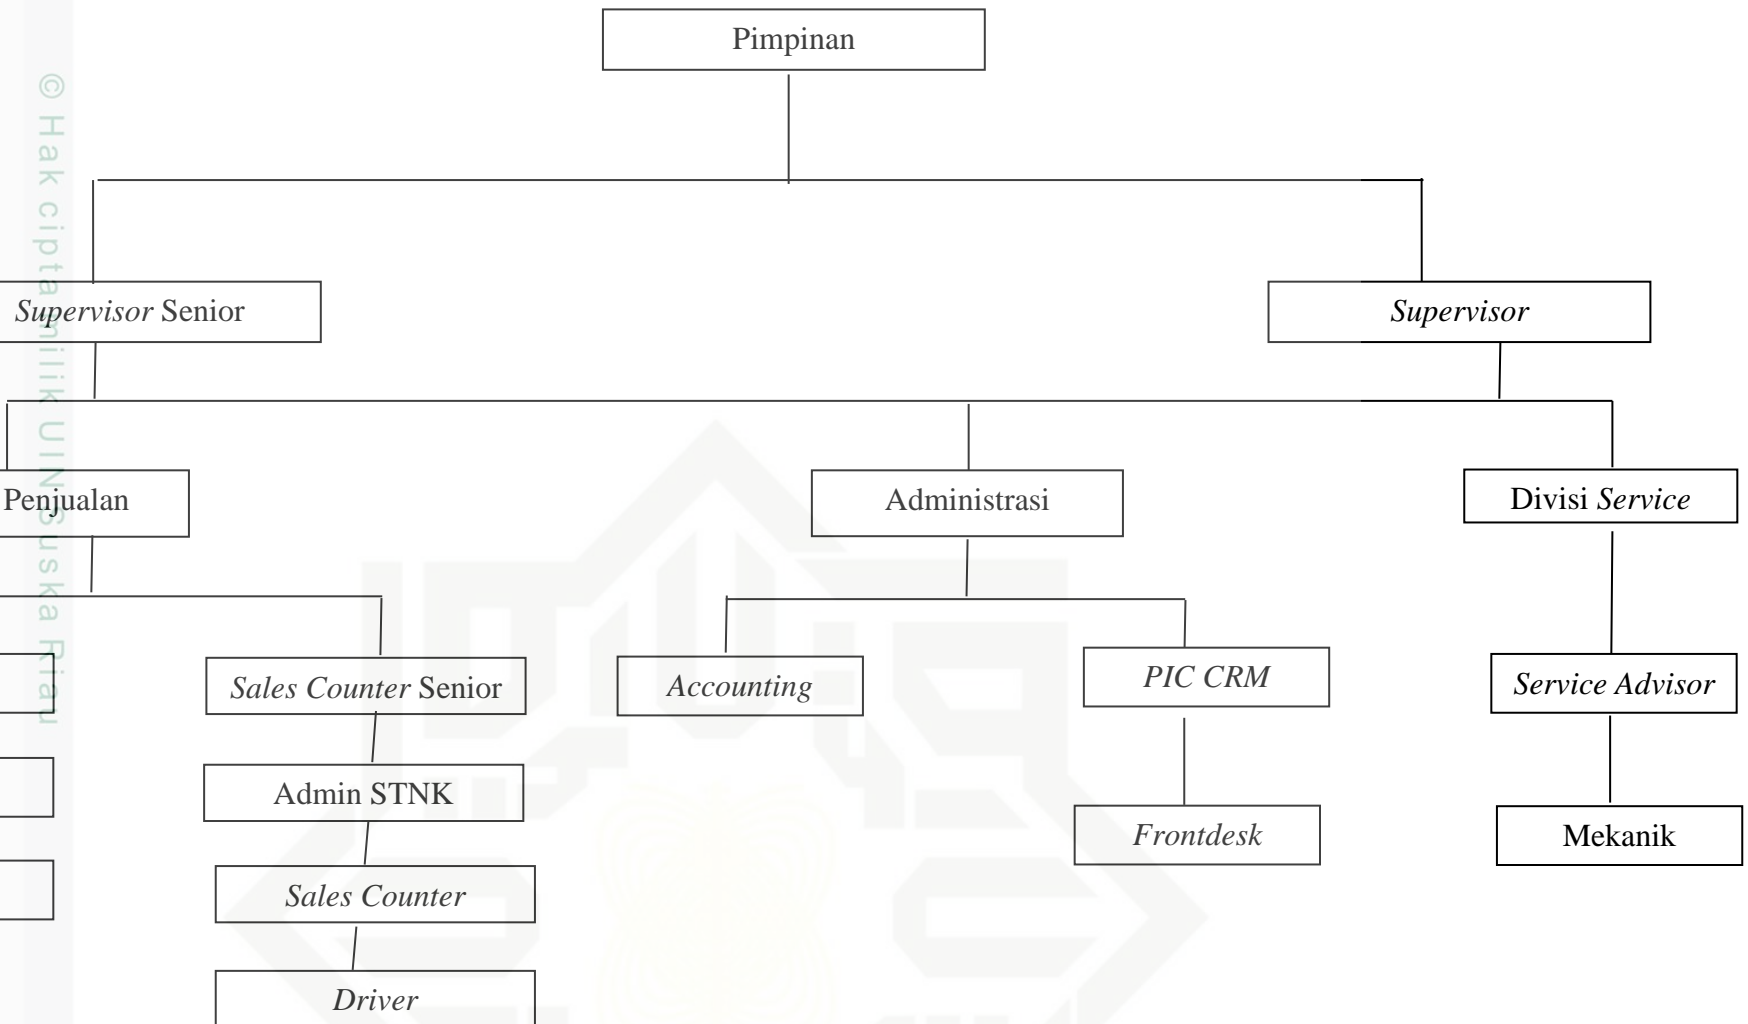 Pimpinan
© Hak cipta milik UIN Suska Riau
Supervisor Senior
Supervisor
Penjualan
Administrasi
Divisi Service
Sales Counter Senior
Accounting
PIC CRM
Service Advisor
Admin STNK
Frontdesk
Mekanik
Sales Counter
Driver